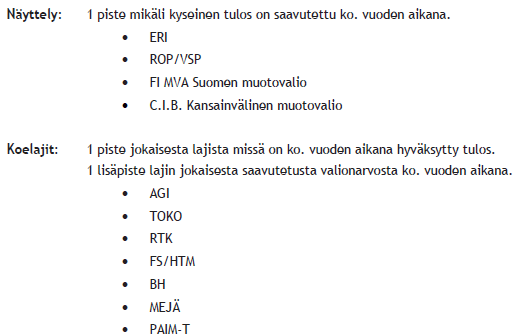 Näyttely: 1 piste mikäli kyseinen tulos on saavutettu ko. vuoden aikana.
• ERI
• ROP/VSP
• FI MVA Suomen muotovalio
• C.I.B. Kansainvälinen muotovalio
Koelajit: 1 piste jokaisesta lajista missä on ko. vuoden aikana hyväksytty tulos.
1 lisäpiste lajin jokaisesta saavutetusta valionarvosta ko. vuoden aikana.
• AGI
• TOKO
• RTK
• FS/HTM
• BH
• MEJÄ
• PAIM-T